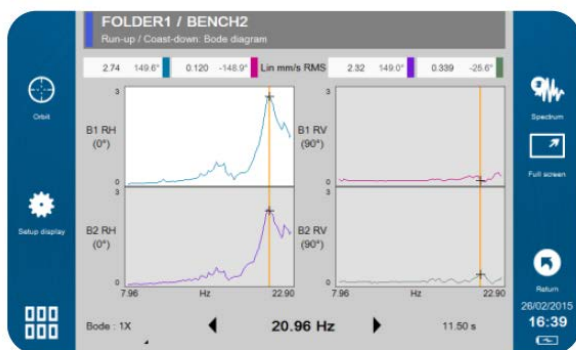 FOLDER1 / BENCH2
Run-up / Coast-down: Bode diagram
2.74 149.6° 0.120 -148.9° Lin mm/s RMS 2.32 149.0° 0.339 -25.6°
Orbit
Setup display
3
B1 RH
(0°)
0
3
B1 RV
(90°)
0
3
B2 RH
(0°)
0
7.96 Hz 22.90
3
B2 RV
(90°)
0
7.96 Hz 22.90
Bode : 1X
20.96 Hz
11.50 s
Spectrum
Full screen
Return
26/02/2015
16:39